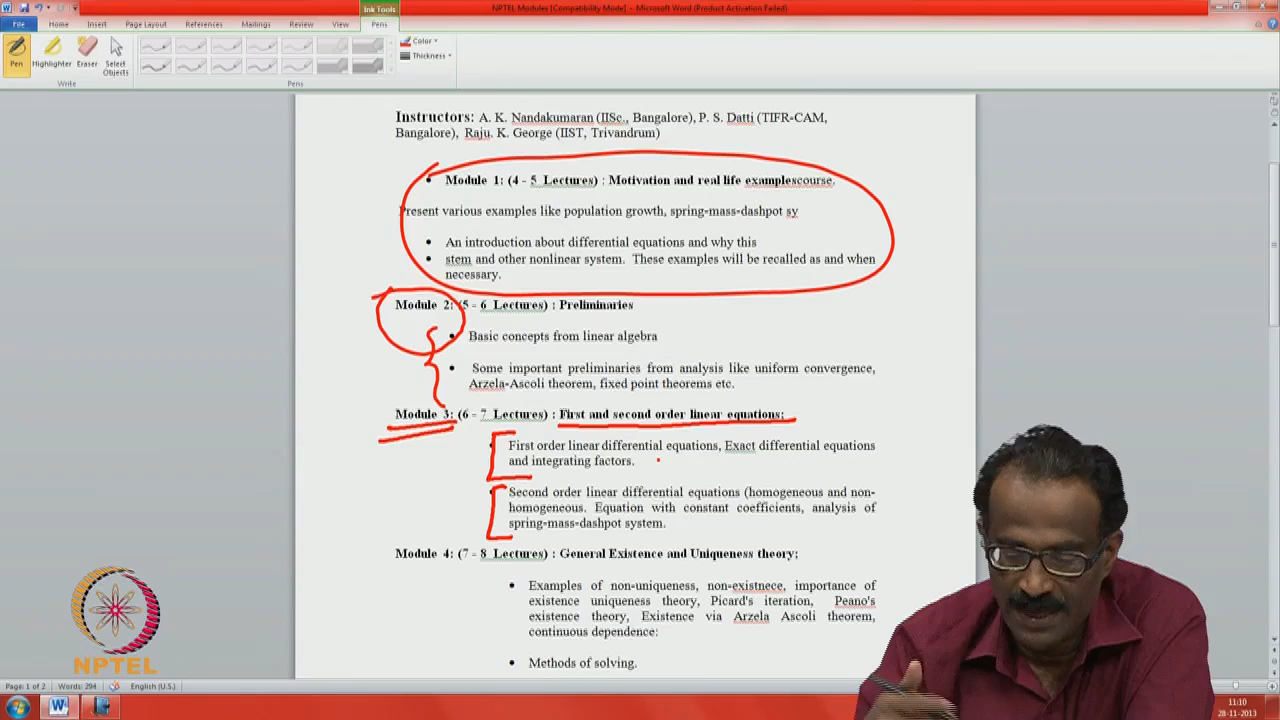 NPTEL Modules [Compatibility Mode] - Microsoft Word (Product Activation Failed)
Ink Tools
File Home Insert Page Layout References Mailings Review View Pens
Pen Highlighter Eraser Select Objects
Color
Thickness
Write
Pens
Instructors: A. K. Nandakumaran (IISc., Bangalore), P. S. Datti (TIFR-CAM,
Bangalore), Raju. K. George (IIST, Trivandrum)
• Module 1: (4 - 5 Lectures) : Motivation and real life examplescourse.
Present various examples like population growth, spring-mass-dashpot sy
• An introduction about differential equations and why this
• stem and other nonlinear system. These examples will be recalled as and when
necessary.
Module 2: (5 - 6 Lectures) : Preliminaries
• Basic concepts from linear algebra
• Some important preliminaries from analysis like uniform convergence,
Arzela-Ascoli theorem, fixed point theorems etc.
Module 3: (6 - 7 Lectures) : First and second order linear equations:
• First order linear differential equations, Exact differential equations
and integrating factors.
• Second order linear differential equations (homogeneous and non-
homogeneous. Equation with constant coefficients, analysis of
spring-mass-dashpot system.
Module 4: (7 - 8 Lectures) : General Existence and Uniqueness theory:
• Examples of non-uniqueness, non-existnece, importance of
existence uniqueness theory, Picard's iteration, Peano's
existence theory, Existence via Arzela Ascoli theorem,
continuous dependence:
• Methods of solving.
NPTEL
Page: 1 of 2 Words: 294 English (U.S.)
11:10
28-11-2013